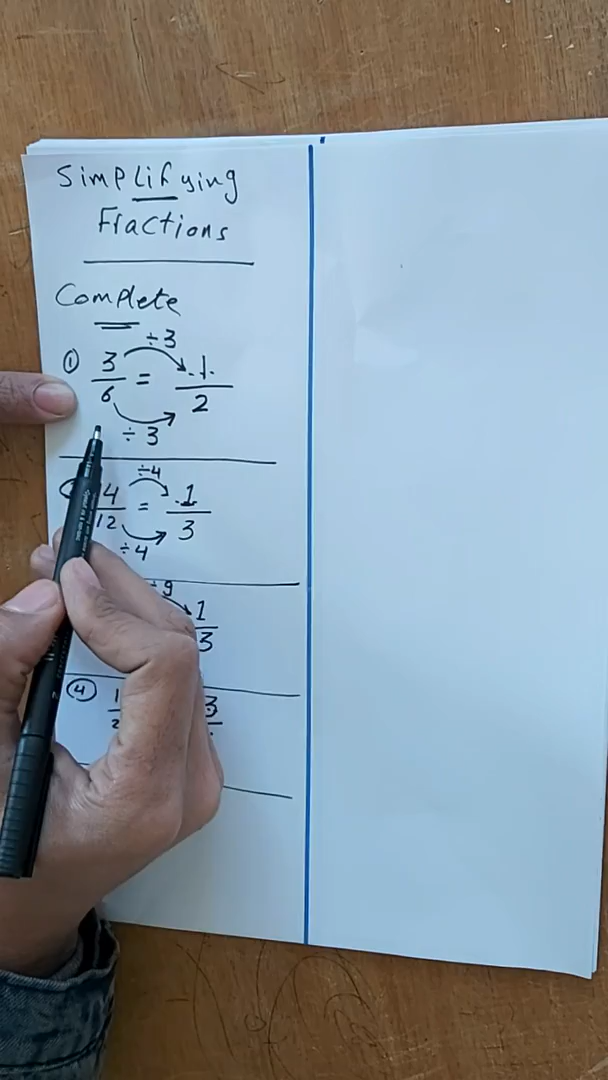 Simplifying
Fractions
Complete
① 3/6 = 1/2
÷3
÷3
4/12 = 1/3
÷4
÷4
÷9
1/3
④
3